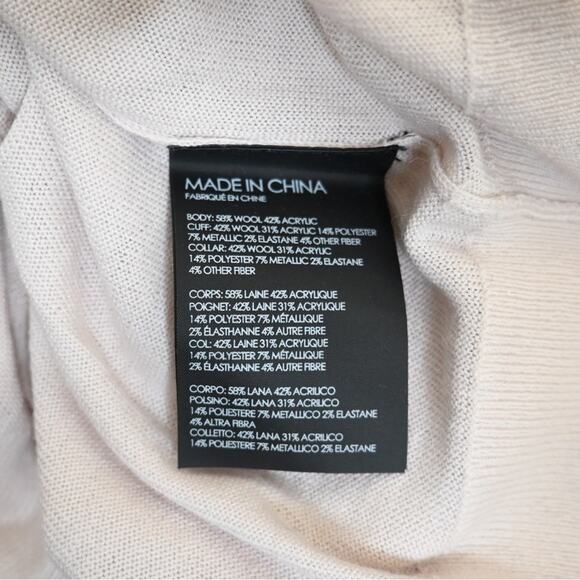 MADE IN CHINA
FABRIQUÉ EN CHINE
BODY: 58% WOOL 42% ACRYLIC
CUFF: 42% WOOL 31% ACRYLIC 14% POLYESTER
7% METALLIC 2% ELASTANE 4% OTHER FIBER
COLLAR: 42% WOOL 31% ACRYLIC
14% POLYESTER 7% METALLIC 2% ELASTANE
4% OTHER FIBER
CORPS: 58% LAINE 42% ACRYLIQUE
POIGNET: 42% LAINE 31% ACRYLIQUE
14% POLYESTER 7% MÉTALLIQUE
2% ÉLASTHANNE 4% AUTRE FIBRE
COL: 42% LAINE 31% ACRYLIQUE
14% POLYESTER 7% MÉTALLIQUE
2% ÉLASTHANNE 4% AUTRE FIBRE
CORPO: 58% LANA 42% ACRILICO
POLSINO: 42% LANA 31% ACRILICO
14% POLIESTERE 7% METALLICO 2% ELASTANE
4% ALTRA FIBRA
COLLETTO: 42% LANA 31% ACRILICO
14% POLIESTERE 7% METALLICO 2% ELASTANE